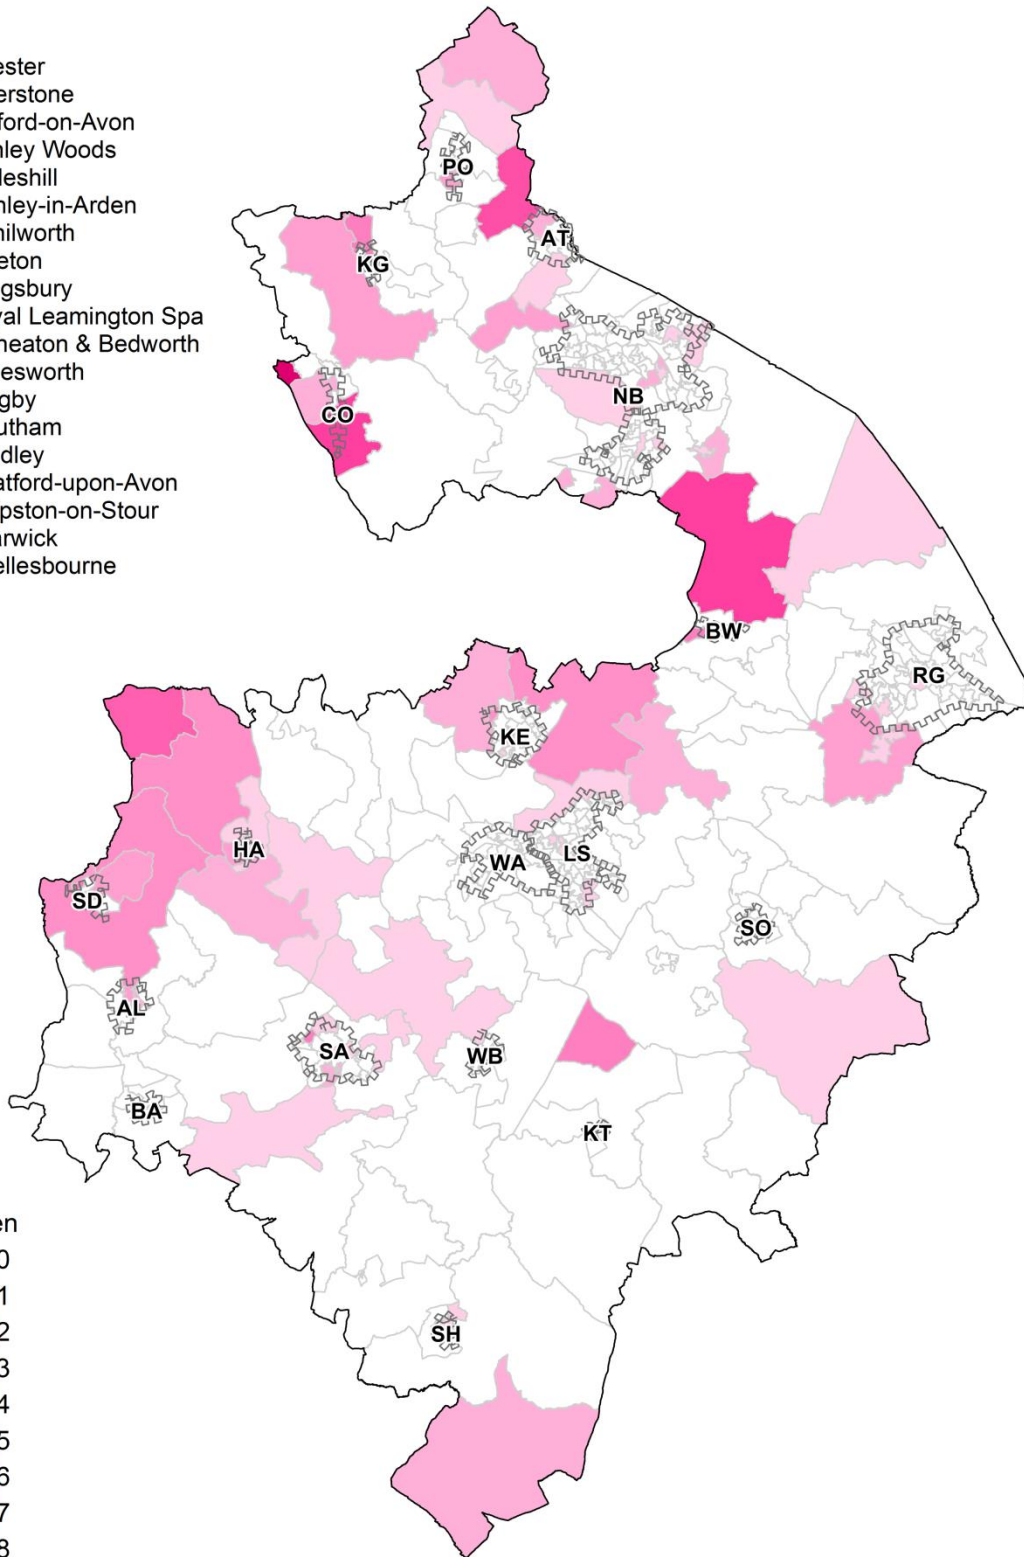 ester
erstone
ford-on-Avon
nley Woods
leshill
nley-in-Arden
nilworth
eton
gsbury
yal Leamington Spa
neaton & Bedworth
esworth
gby
utham
dley
atford-upon-Avon
pston-on-Stour
arwick
ellesbourne
PO
AT
KG
NB
CO
BW
RG
KE
HA
WA
LS
SD
SO
AL
SA
WB
BA
KT
SH
en
0
1
2
3
4
5
6
7
8